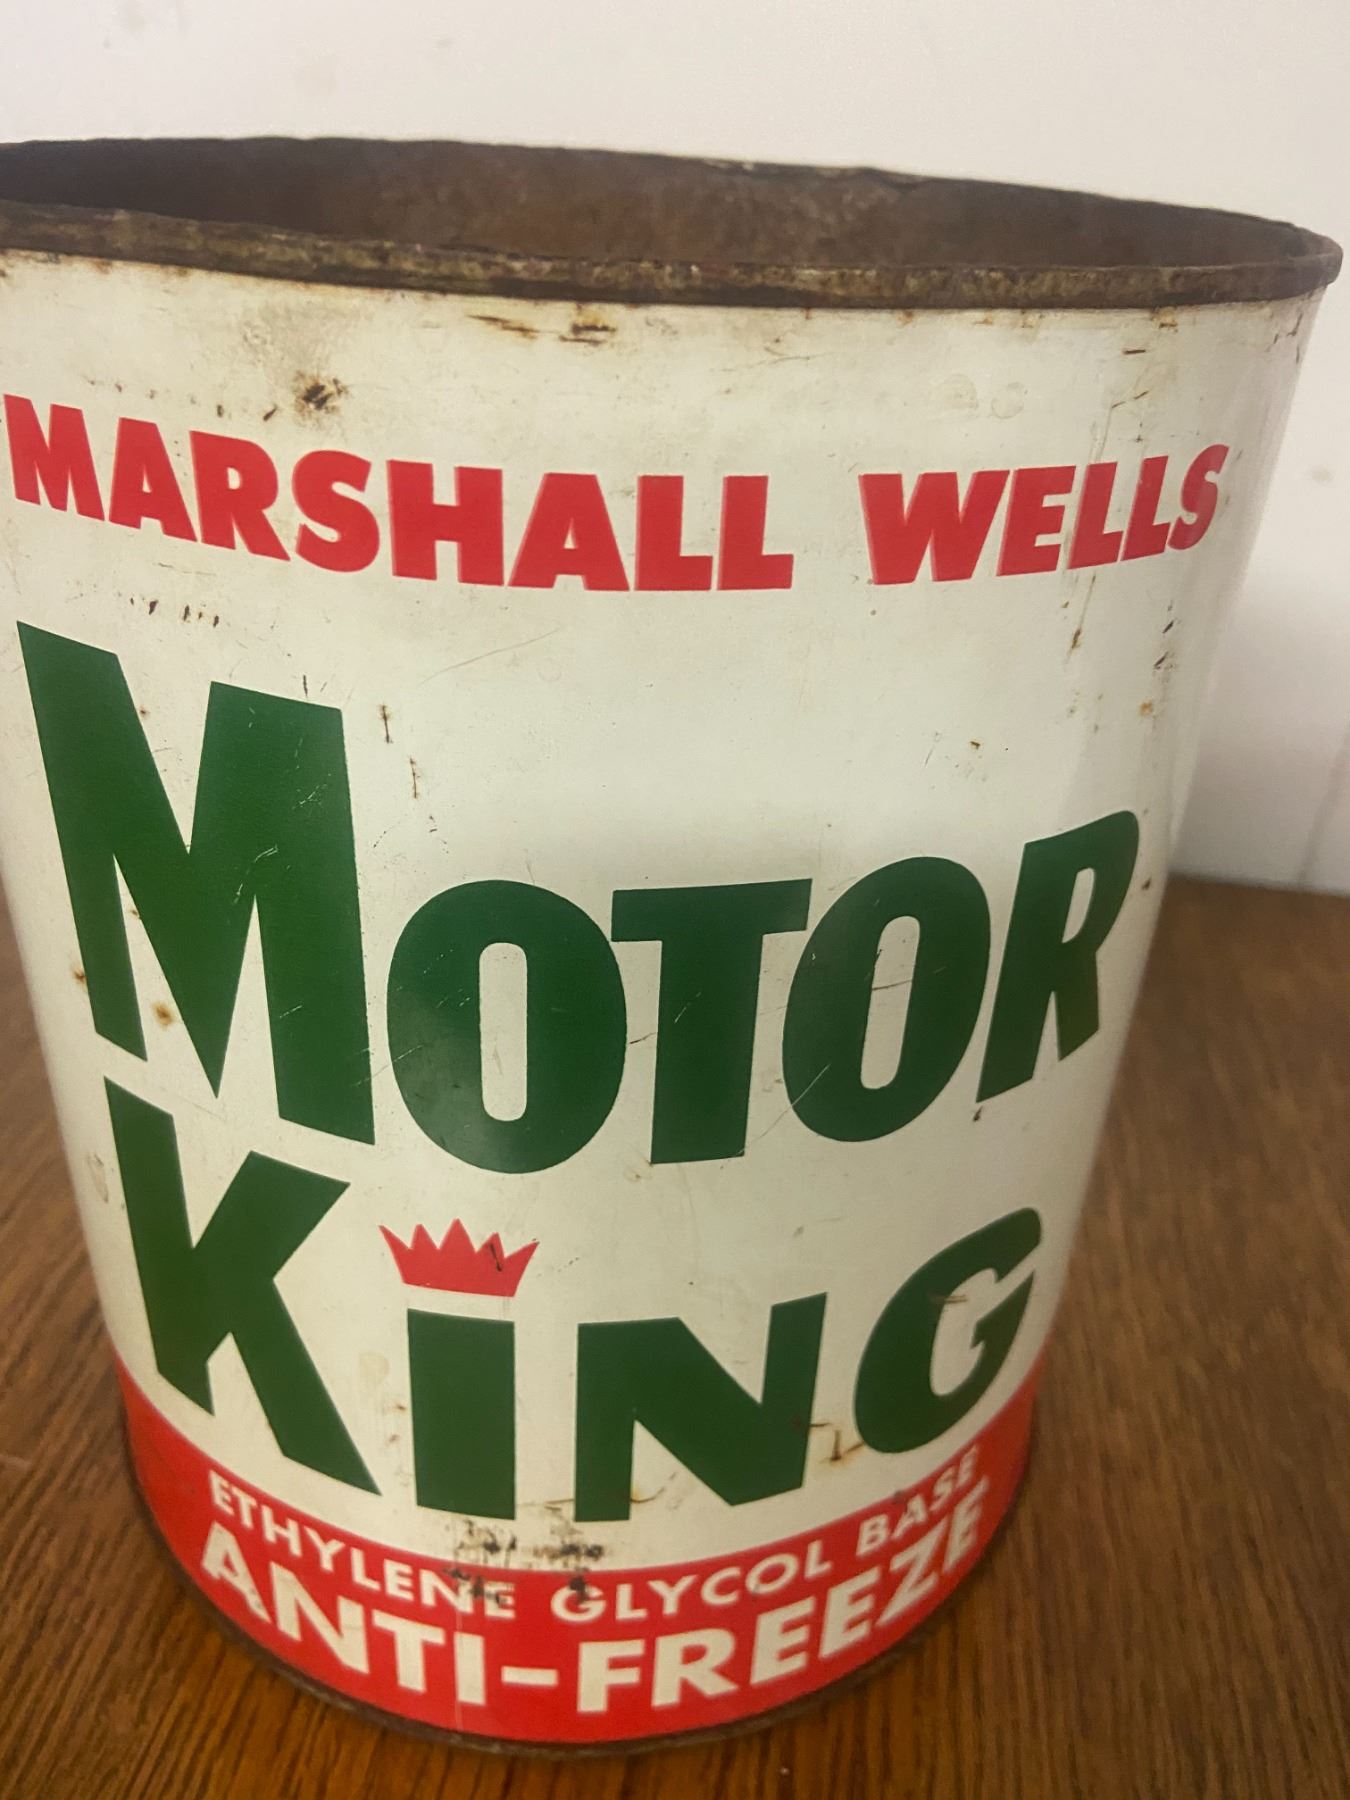 MARSHALL WELLS
MOTOR
KiNG
ETHYLENE GLYCOL BASE
ANTI-FREEZE